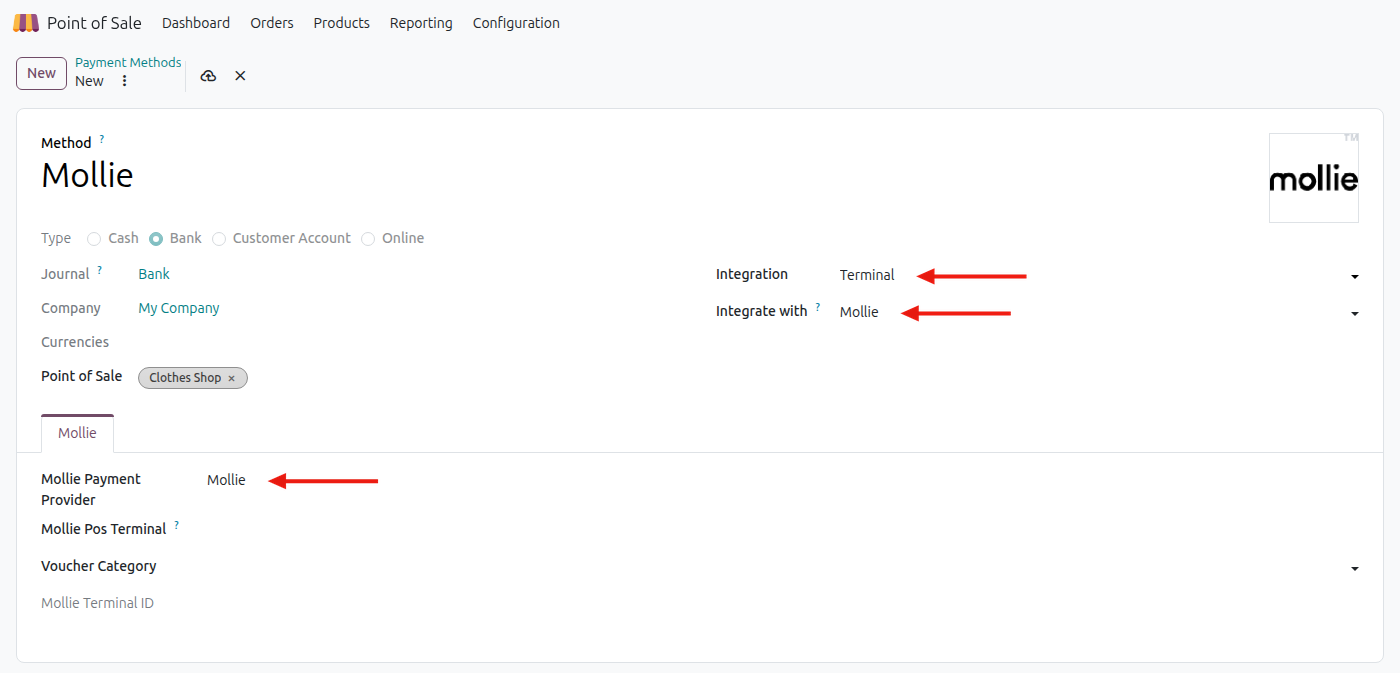 Point of Sale Dashboard Orders Products Reporting Configuration
New
Payment Methods
New
Method ?
Mollie
TM
mollie
Type Cash Bank Customer Account Online
Journal ? Bank
Integration Terminal
Company My Company
Integrate with ? Mollie
Currencies
Point of Sale Clothes Shop ×
Mollie
Mollie Payment Provider Mollie
Mollie Pos Terminal ?
Voucher Category
Mollie Terminal ID